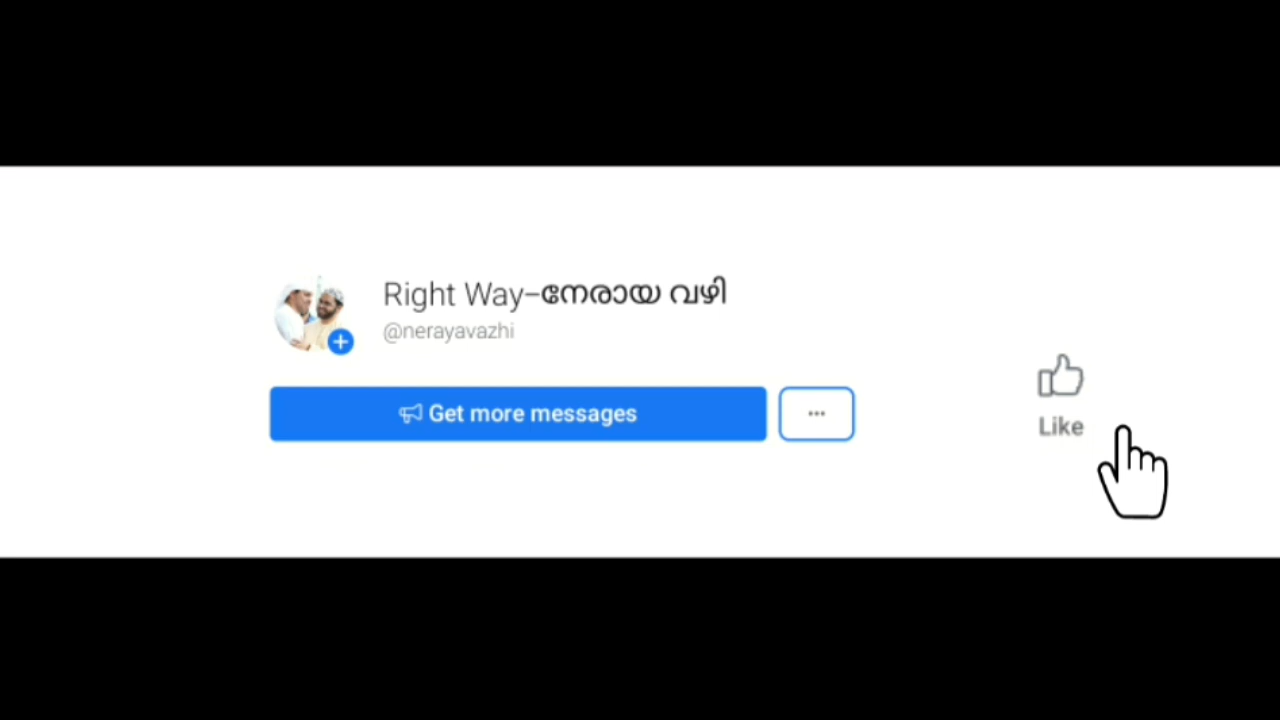 Right Way-നേരായ വഴി
@nerayavazhi
Get more messages
Like